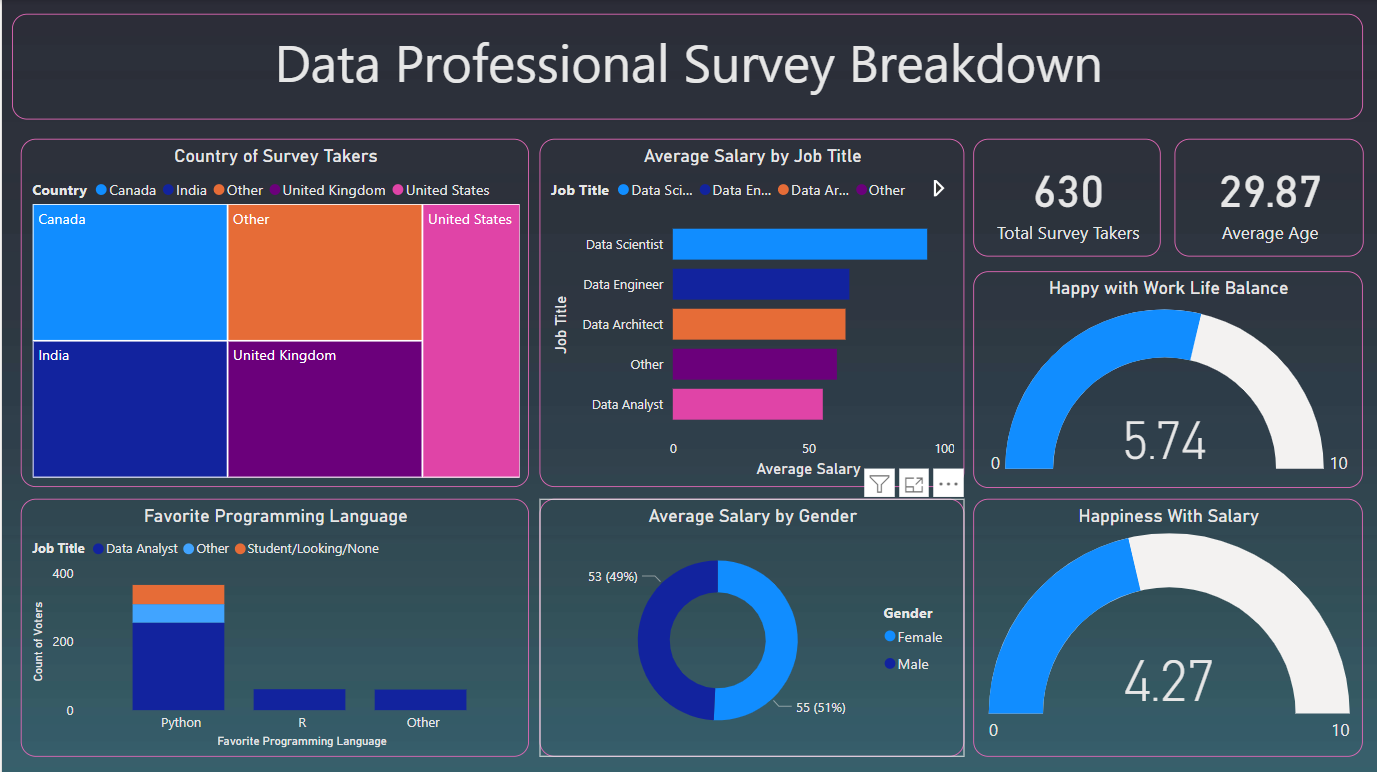 Data Professional Survey Breakdown
Country of Survey Takers
Country Canada India Other United Kingdom United States
Canada
Other
United States
India
United Kingdom
Average Salary by Job Title
Job Title Data Sci... Data En... Data Ar... Other
Job Title
Data Scientist
Data Engineer
Data Architect
Other
Data Analyst
0 50 100
Average Salary
630
Total Survey Takers
29.87
Average Age
Happy with Work Life Balance
5.74
0 10
Favorite Programming Language
Job Title Data Analyst Other Student/Looking/None
Count of Voters
400
200
0
Python R Other
Favorite Programming Language
Average Salary by Gender
53 (49%)
55 (51%)
Gender
Female
Male
Happiness With Salary
4.27
0 10